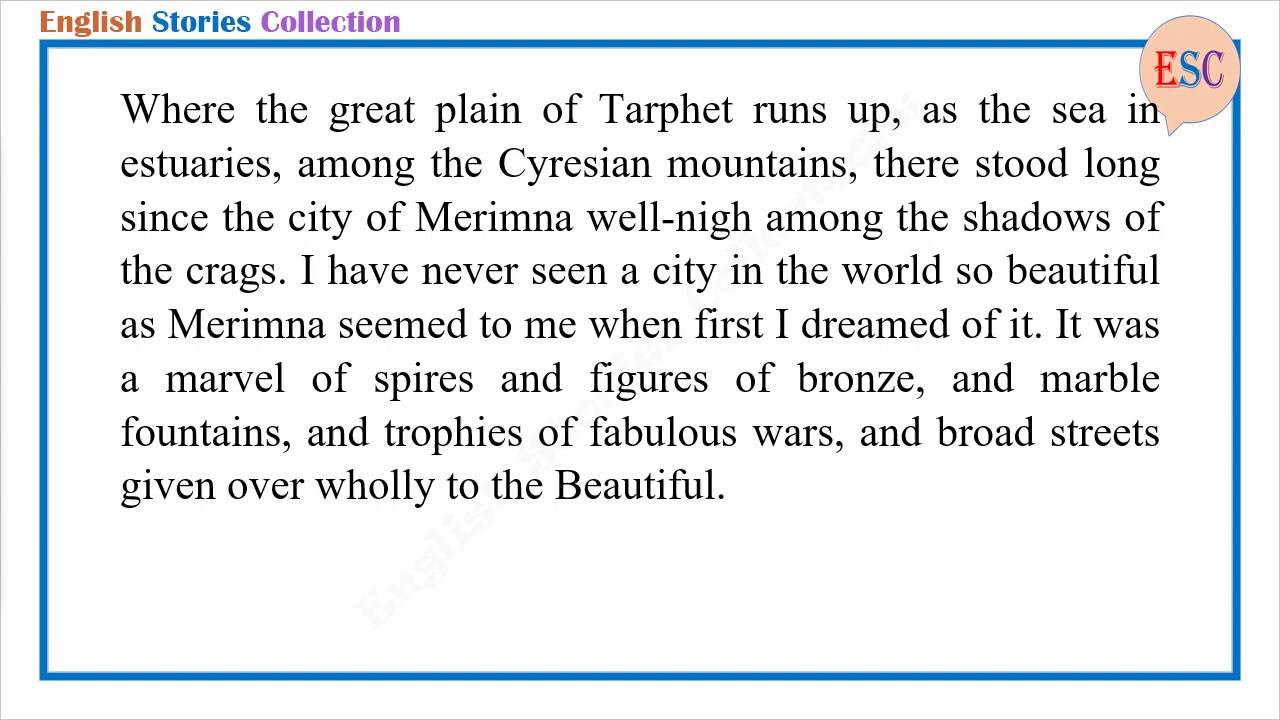 English Stories Collection
ESC
Where the great plain of Tarphet runs up, as the sea in
estuaries, among the Cyresian mountains, there stood long
since the city of Merimna well-nigh among the shadows of
the crags. I have never seen a city in the world so beautiful
as Merimna seemed to me when first I dreamed of it. It was
a marvel of spires and figures of bronze, and marble
fountains, and trophies of fabulous wars, and broad streets
given over wholly to the Beautiful.
English Stories Collection